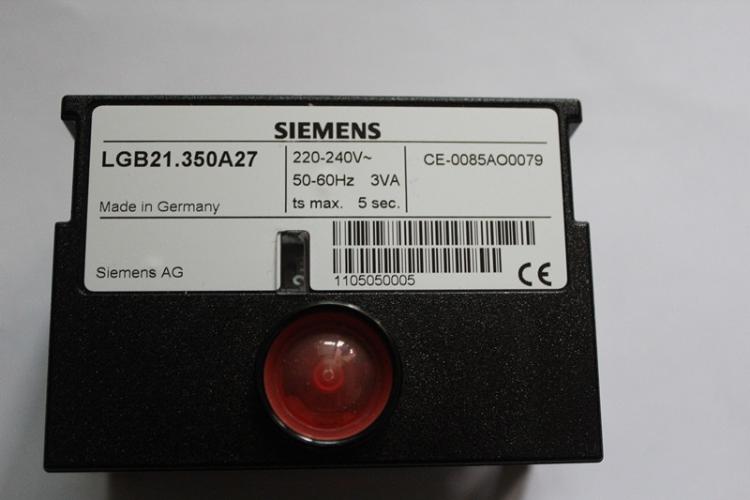 SIEMENS
LGB21.350A27
220-240V~
50-60Hz 3VA
ts max. 5 sec.
CE-0085AO0079
Made in Germany
Siemens AG
1105050005
CE